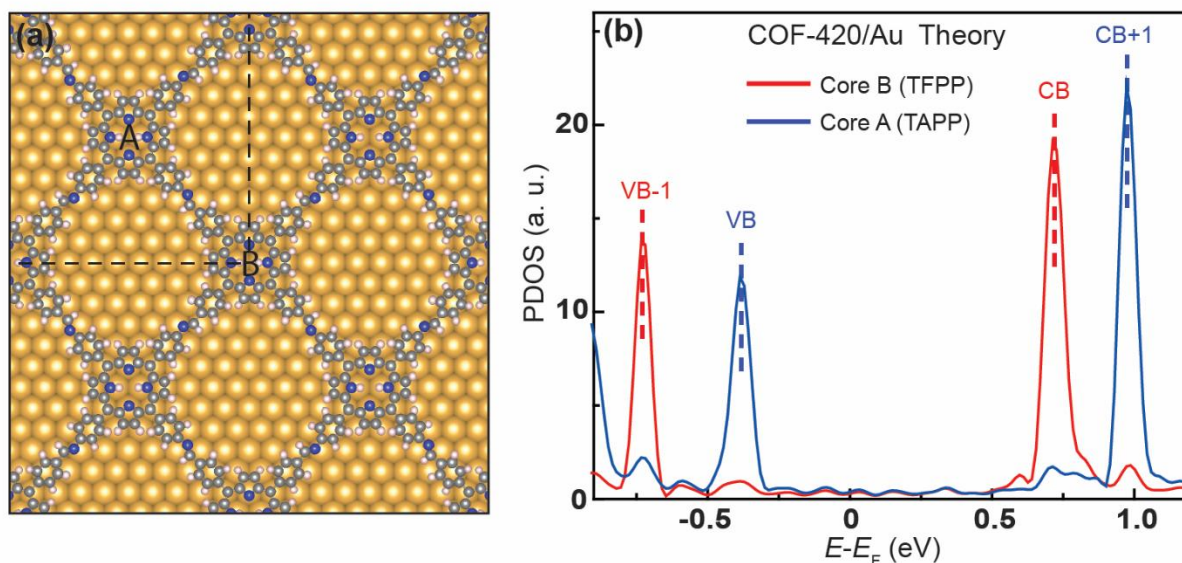 (a)
A
B
(b)
COF-420/Au Theory
Core B (TFPP)
Core A (TAPP)
VB-1
VB
CB
CB+1
PDOS (a. u.)
20
10
0
-0.5
0
0.5
1.0
E-E_F (eV)